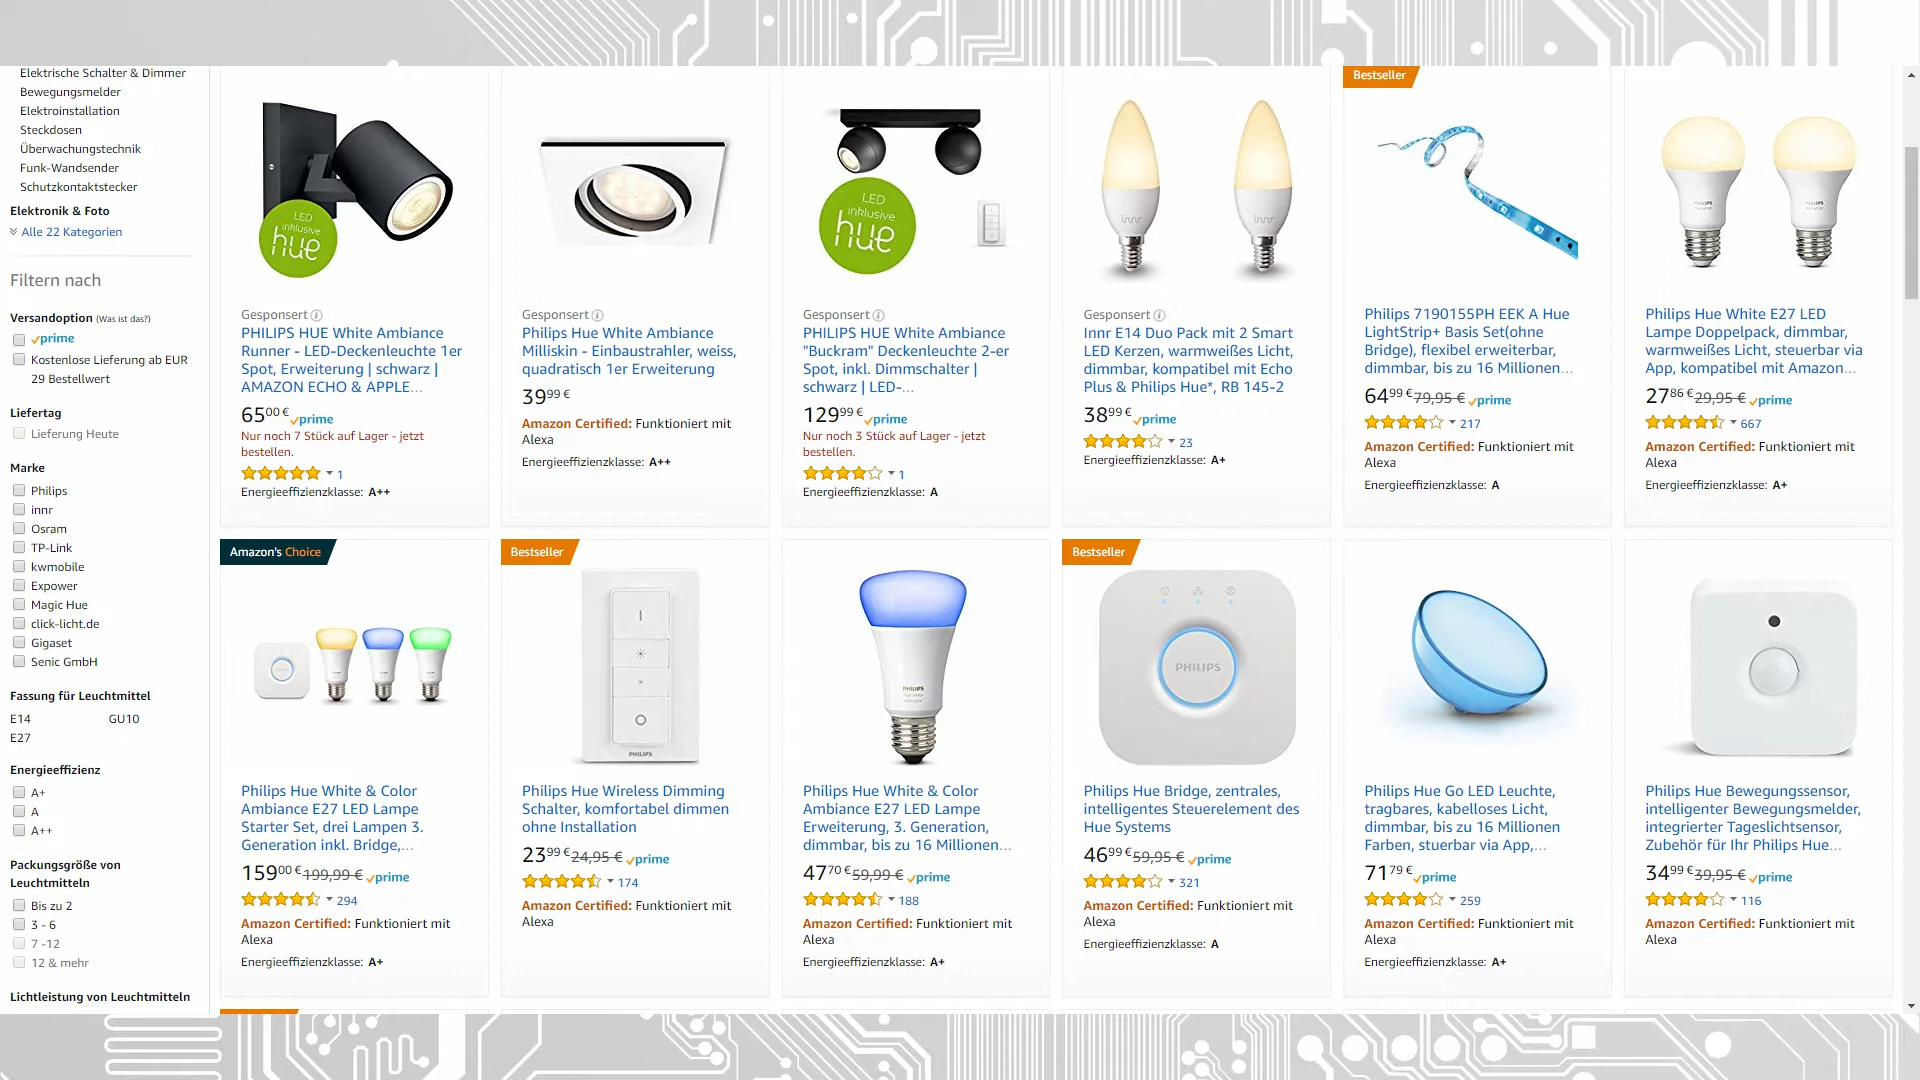 Elektrische Schalter & Dimmer
Bewegungsmelder
Elektroinstallation
Steckdosen
Überwachungstechnik
Funk-Wandsender
Schutzkontaktstecker
Elektronik & Foto
Alle 22 Kategorien
Filtern nach
Versandoption (Was ist das?)
prime
Kostenlose Lieferung ab EUR
29 Bestellwert
Liefertag
Lieferung Heute
Marke
Philips
innr
Osram
TP-Link
kwmobile
Expower
Magic Hue
click-licht.de
Gigaset
Senic GmbH
Fassung für Leuchtmittel
E14 GU10
E27
Energieeffizienz
A+
A
A++
Packungsgröße von
Leuchtmitteln
Bis zu 2
3 - 6
7 -12
12 & mehr
Lichtleistung von Leuchtmitteln
LED
inklusive
hue
Gesponsert
PHILIPS HUE White Ambiance
Runner - LED-Deckenleuchte 1er
Spot, Erweiterung | schwarz |
AMAZON ECHO & APPLE...
65 00 € prime
Nur noch 7 Stück auf Lager - jetzt
bestellen.
1
Energieeffizienzklasse: A++
Gesponsert
Philips Hue White Ambiance
Milliskin - Einbaustrahler, weiss,
quadratisch 1er Erweiterung
39 99 €
Amazon Certified: Funktioniert mit
Alexa
Energieeffizienzklasse: A++
LED
inklusive
hue
Gesponsert
PHILIPS HUE White Ambiance
"Buckram" Deckenleuchte 2-er
Spot, inkl. Dimmschalter |
schwarz | LED-...
129 99 € prime
Nur noch 3 Stück auf Lager - jetzt
bestellen.
1
Energieeffizienzklasse: A
innr innr
Gesponsert
Innr E14 Duo Pack mit 2 Smart
LED Kerzen, warmweißes Licht,
dimmbar, kompatibel mit Echo
Plus & Philips Hue*, RB 145-2
38 99 € prime
23
Energieeffizienzklasse: A+
Bestseller
Philips 7190155PH EEK A Hue
LightStrip+ Basis Set(ohne
Bridge), flexibel erweiterbar,
dimmbar, bis zu 16 Millionen...
64 99 € 79,95 € prime
217
Amazon Certified: Funktioniert mit
Alexa
Energieeffizienzklasse: A
PHILIPS PHILIPS
Philips Hue White E27 LED
Lampe Doppelpack, dimmbar,
warmweißes Licht, steuerbar via
App, kompatibel mit Amazon...
27 86 € 29,95 € prime
667
Amazon Certified: Funktioniert mit
Alexa
Energieeffizienzklasse: A+
Amazon's Choice
Philips Hue White & Color
Ambiance E27 LED Lampe
Starter Set, drei Lampen 3.
Generation inkl. Bridge,...
159 00 € 199,99 € prime
294
Amazon Certified: Funktioniert mit
Alexa
Energieeffizienzklasse: A+
Bestseller
PHILIPS
Philips Hue Wireless Dimming
Schalter, komfortabel dimmen
ohne Installation
23 99 € 24,95 € prime
174
Amazon Certified: Funktioniert mit
Alexa
PHILIPS
Philips Hue White & Color
Ambiance E27 LED Lampe
Erweiterung, 3. Generation,
dimmbar, bis zu 16 Millionen...
47 70 € 59,99 € prime
188
Amazon Certified: Funktioniert mit
Alexa
Energieeffizienzklasse: A+
Bestseller
PHILIPS
Philips Hue Bridge, zentrales,
intelligentes Steuerelement des
Hue Systems
46 99 € 59,95 € prime
321
Amazon Certified: Funktioniert mit
Alexa
Energieeffizienzklasse: A
Philips Hue Go LED Leuchte,
tragbares, kabelloses Licht,
dimmbar, bis zu 16 Millionen
Farben, stuerbar via App,...
71 79 € prime
259
Amazon Certified: Funktioniert mit
Alexa
Energieeffizienzklasse: A+
Philips Hue Bewegungssensor,
intelligenter Bewegungsmelder,
integrierter Tageslichtsensor,
Zubehör für Ihr Philips Hue...
34 99 € 39,95 € prime
116
Amazon Certified: Funktioniert mit
Alexa